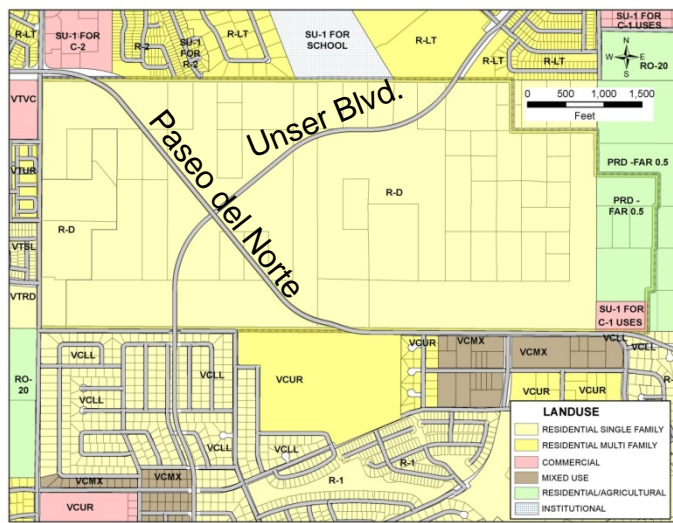 R-LT
SU-1 FOR
C-2
R-2
SU-1
FOR
R-2
SU-1 FOR
SCHOOL
R-LT
R-LT
R-LT
R-LT
SU-1 FOR
C-1 USES
N
W
E
S
RO-20
0
500
1,000
1,500
Feet
VTVC
Unser Blvd.
Paseo del Norte
VTUR
PRD -FAR 0.5
PRD -
FAR 0.5
R-D
R-D
VTSL
VTRD
SU-1 FOR
C-1 USES
VCLL
VCLL
VCUR
VCMX
VCMX
VCLL
RO-
20
VCLL
VCUR
VCUR
VCUR
R-
VCLL
VCLL
R-1
R-1
VCMX
VCMX
VCUR
LANDUSE
RESIDENTIAL SINGLE FAMILY
RESIDENTIAL MULTI FAMILY
COMMERCIAL
MIXED USE
RESIDENTIAL/AGRICULTURAL
INSTITUTIONAL